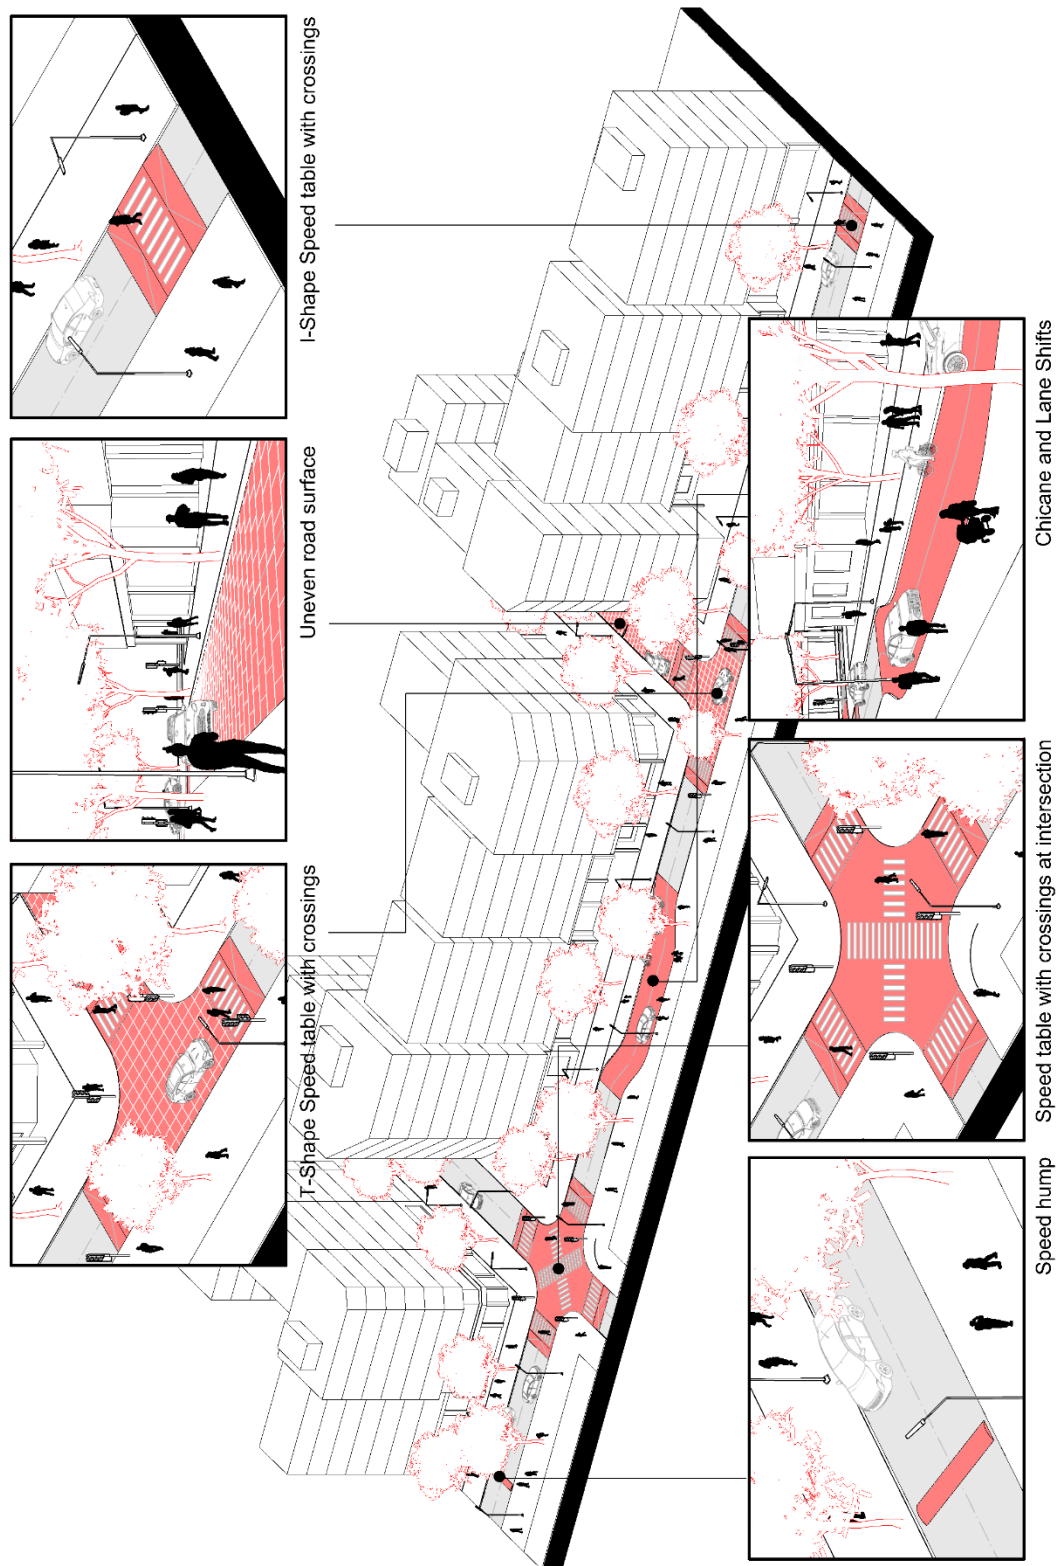 T-Shape Speed table with crossings
Uneven road surface
I-Shape Speed table with crossings
Speed hump
Speed table with crossings at intersection
Chicane and Lane Shifts